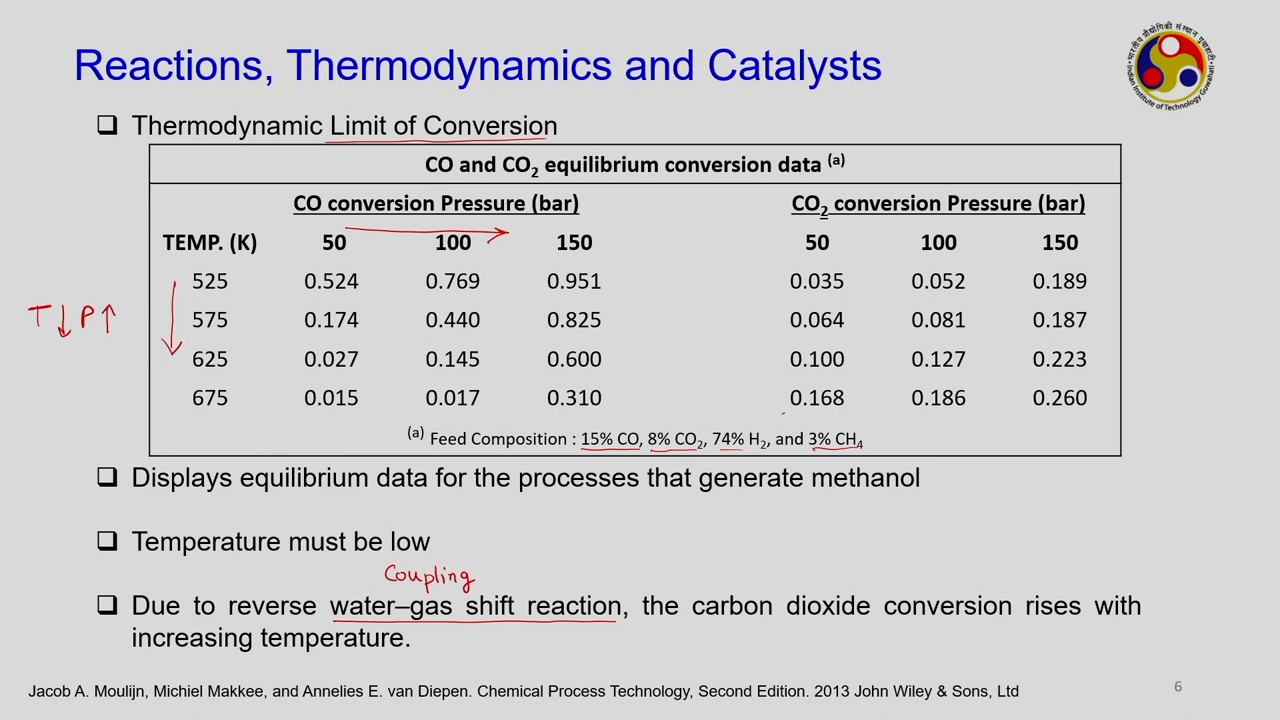 Reactions, Thermodynamics and Catalysts
❑ Thermodynamic Limit of Conversion
CO and CO₂ equilibrium conversion data (a)
CO conversion Pressure (bar) CO₂ conversion Pressure (bar)
TEMP. (K) 50 100 150 50 100 150
525 0.524 0.769 0.951 0.035 0.052 0.189
T↓ P↑
575 0.174 0.440 0.825 0.064 0.081 0.187
625 0.027 0.145 0.600 0.100 0.127 0.223
675 0.015 0.017 0.310 0.168 0.186 0.260
(a) Feed Composition : 15% CO, 8% CO₂, 74% H₂, and 3% CH₄
❑ Displays equilibrium data for the processes that generate methanol
❑ Temperature must be low
Coupling
❑ Due to reverse water–gas shift reaction, the carbon dioxide conversion rises with
increasing temperature.
Jacob A. Moulijn, Michiel Makkee, and Annelies E. van Diepen. Chemical Process Technology, Second Edition. 2013 John Wiley & Sons, Ltd
6
Indian Institute of Technology Guwahati